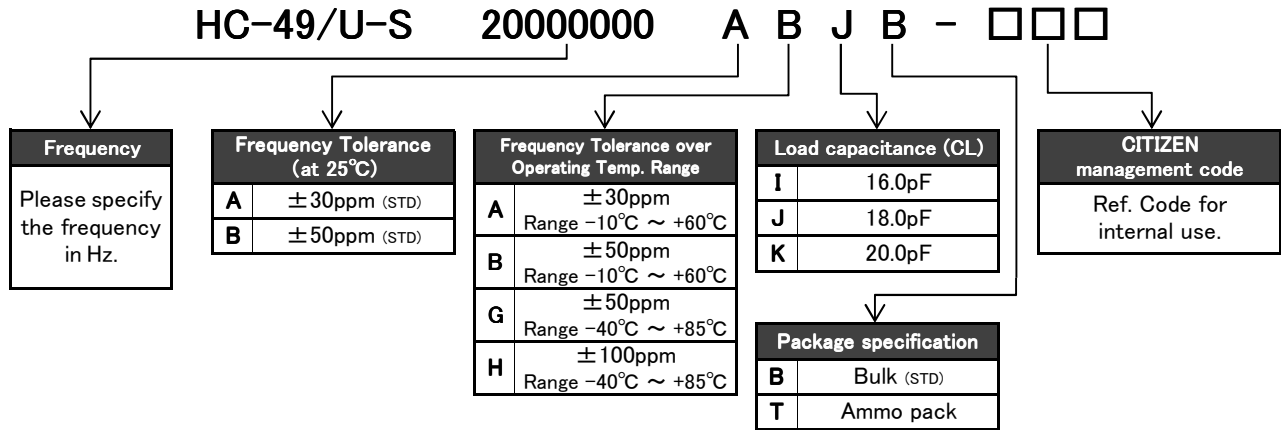 HC-49/U-S 20000000 A B J B - □□□
Frequency
Please specify
the frequency
in Hz.
Frequency Tolerance
(at 25℃)
A ±30ppm (STD)
B ±50ppm (STD)
Frequency Tolerance over
Operating Temp. Range
A ±30ppm
Range -10℃ ~ +60℃
B ±50ppm
Range -10℃ ~ +60℃
G ±50ppm
Range -40℃ ~ +85℃
H ±100ppm
Range -40℃ ~ +85℃
Load capacitance (CL)
I 16.0pF
J 18.0pF
K 20.0pF
Package specification
B Bulk (STD)
T Ammo pack
CITIZEN
management code
Ref. Code for
internal use.